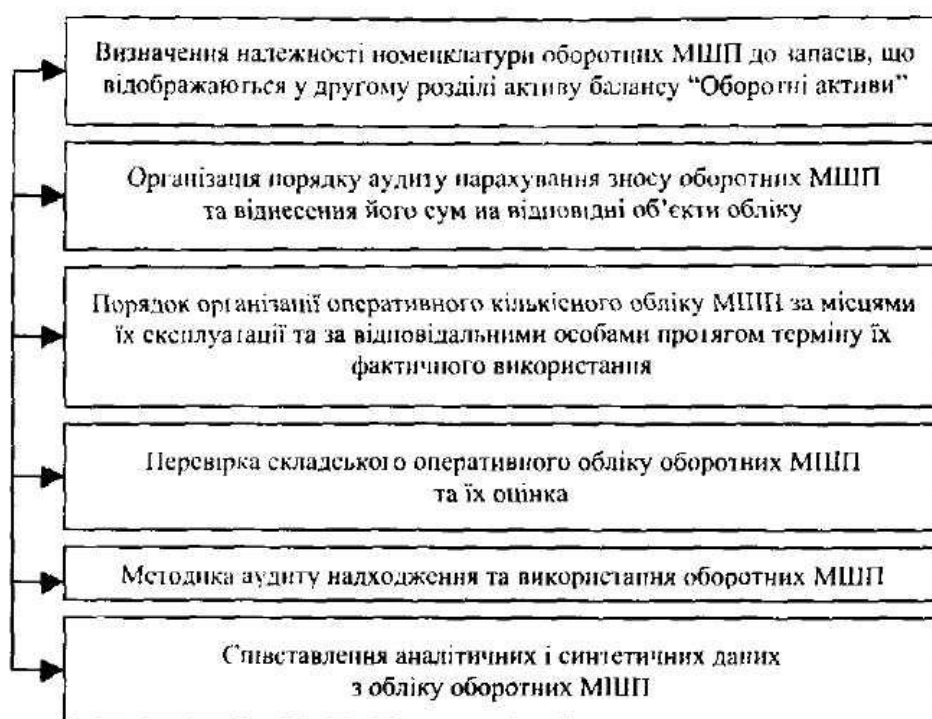 Визначення належності номенклатури оборотних МШП до запасів, що
відображаються у другому розділі активу балансу “Оборотні активи”
Організація порядку аудиту нарахування зносу оборотних МШП
та віднесення його сум на відповідні об’єкти обліку
Порядок організації оперативного кількісного обліку МШП за місцями
їх експлуатації та за відповідальними особами протягом терміну їх
фактичного використання
Перевірка складського оперативного обліку оборотних МШП
та їх оцінка
Методика аудиту надходження та використання оборотних МШП
Співставлення аналітичних і синтетичних даних
з обліку оборотних МШП